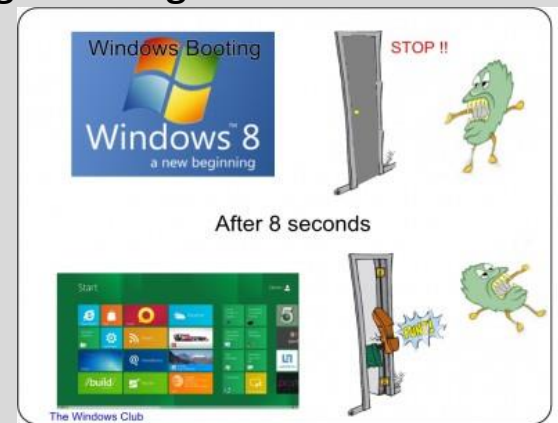 Windows Booting
STOP !!
Windows 8
a new beginning
After 8 seconds
Start
/build/
The Windows Club